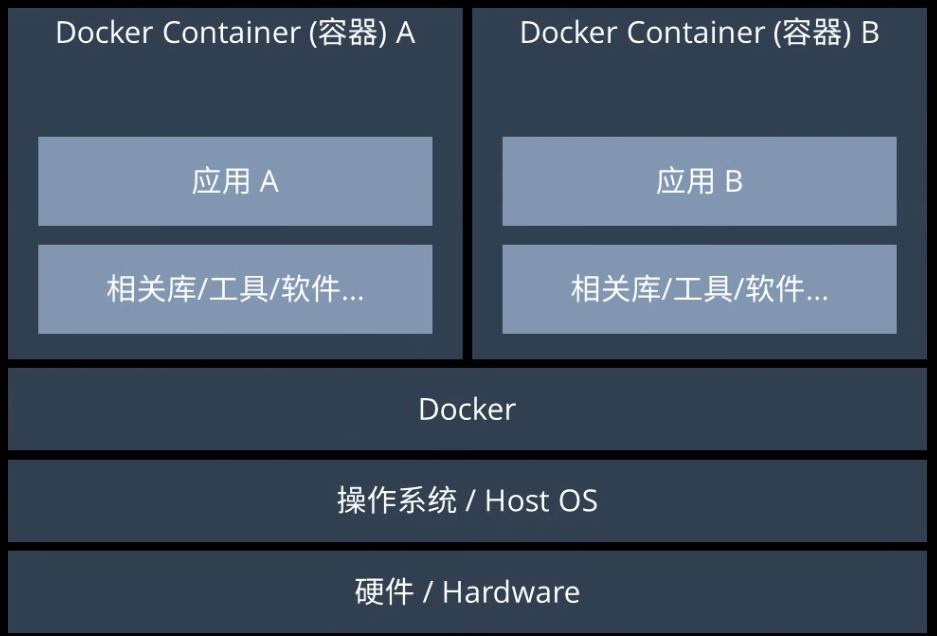 Docker Container (容器) A
Docker Container (容器) B
应用 A
应用 B
相关库/工具/软件...
相关库/工具/软件...
Docker
操作系统 / Host OS
硬件 / Hardware